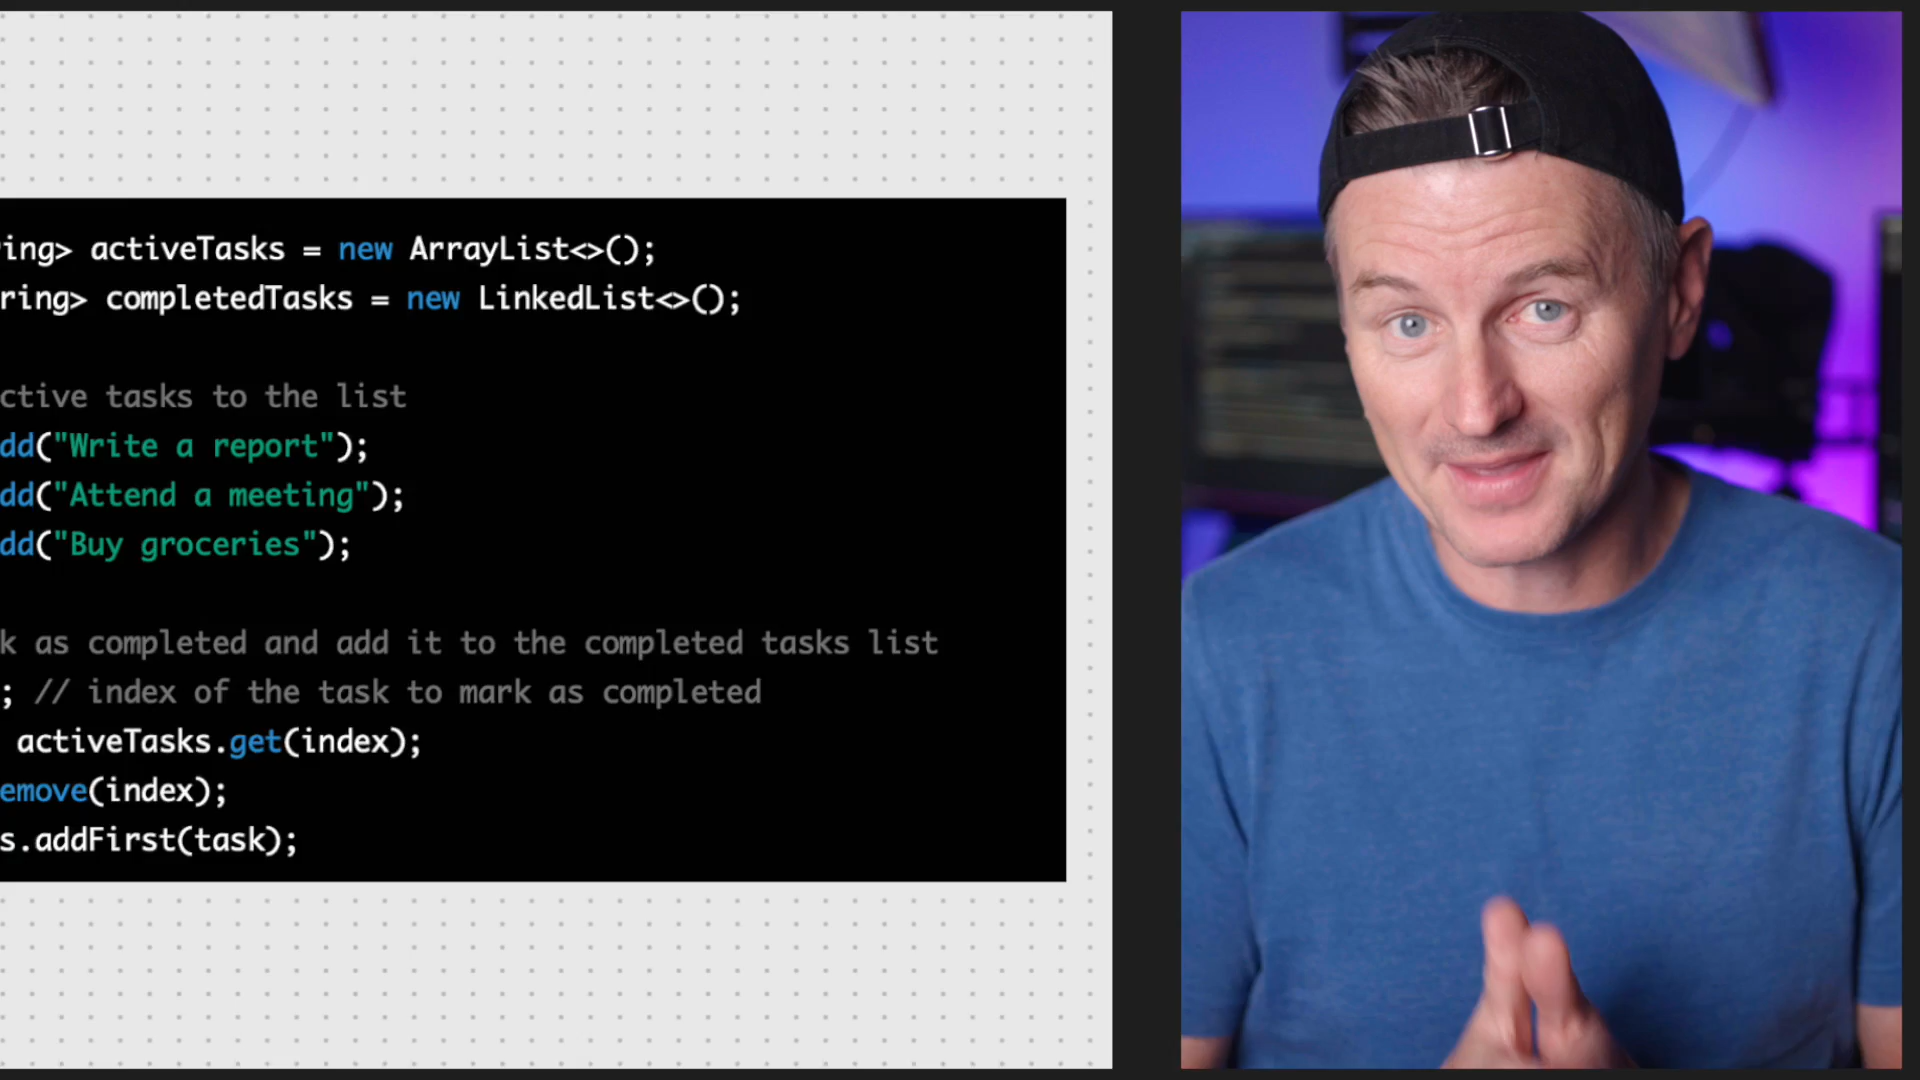 ring> activeTasks = new ArrayList<>();
ring> completedTasks = new LinkedList<>();
ctive tasks to the list
dd("Write a report");
dd("Attend a meeting");
dd("Buy groceries");
k as completed and add it to the completed tasks list
; // index of the task to mark as completed
activeTasks.get(index);
emove(index);
s.addFirst(task);